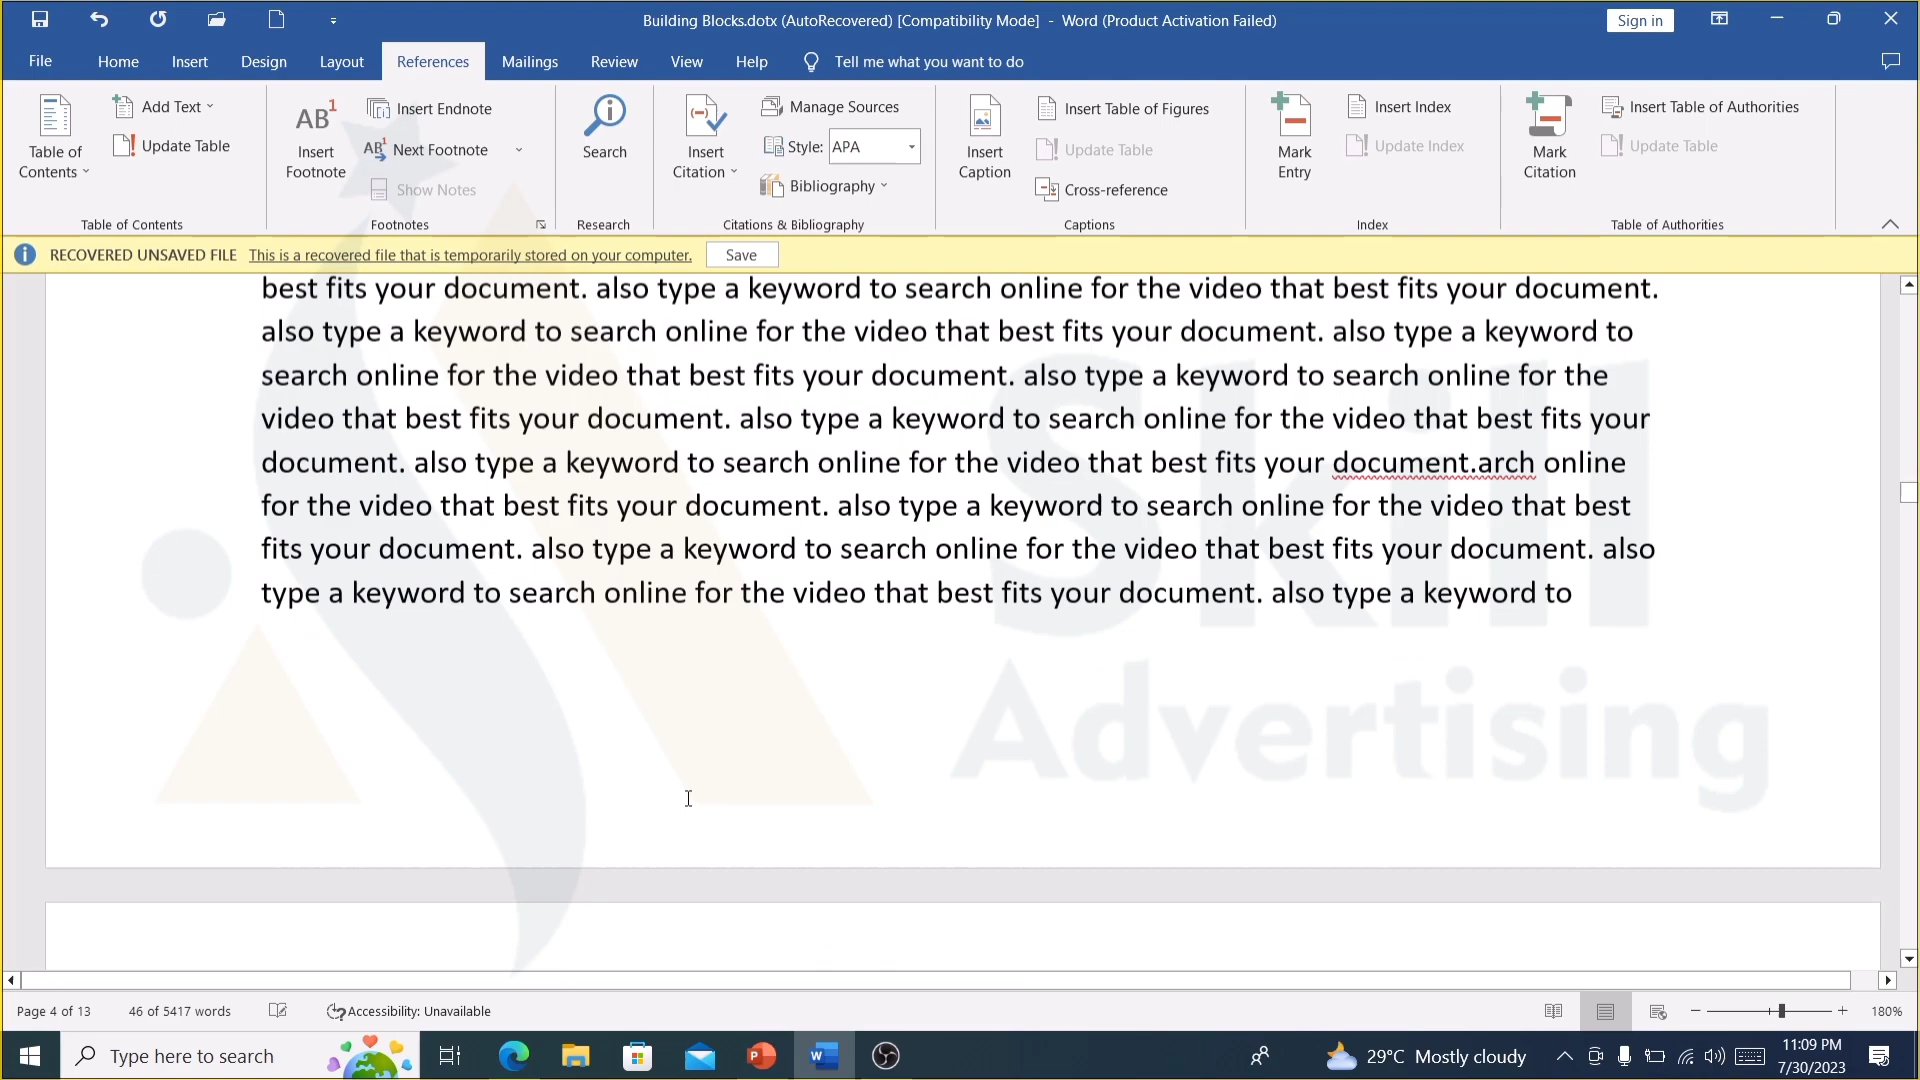 Building Blocks.dotx (AutoRecovered) [Compatibility Mode] - Word (Product Activation Failed)
Sign in
File Home Insert Design Layout References Mailings Review View Help Tell me what you want to do
Table of Contents
Add Text
Update Table
Table of Contents
AB1 Insert Footnote
Insert Endnote
AB1 Next Footnote
Show Notes
Footnotes
Search
Research
Insert Citation
Manage Sources
Style: APA
Bibliography
Citations & Bibliography
Insert Caption
Insert Table of Figures
Update Table
Cross-reference
Captions
Mark Entry
Insert Index
Update Index
Index
Mark Citation
Insert Table of Authorities
Update Table
Table of Authorities
RECOVERED UNSAVED FILE This is a recovered file that is temporarily stored on your computer. Save
best fits your document. also type a keyword to search online for the video that best fits your document.
also type a keyword to search online for the video that best fits your document. also type a keyword to
search online for the video that best fits your document. also type a keyword to search online for the
video that best fits your document. also type a keyword to search online for the video that best fits your
document. also type a keyword to search online for the video that best fits your document.arch online
for the video that best fits your document. also type a keyword to search online for the video that best
fits your document. also type a keyword to search online for the video that best fits your document. also
type a keyword to search online for the video that best fits your document. also type a keyword to
Skill
Advertising
Page 4 of 13 46 of 5417 words Accessibility: Unavailable 180%
Type here to search 29°C Mostly cloudy 11:09 PM
7/30/2023